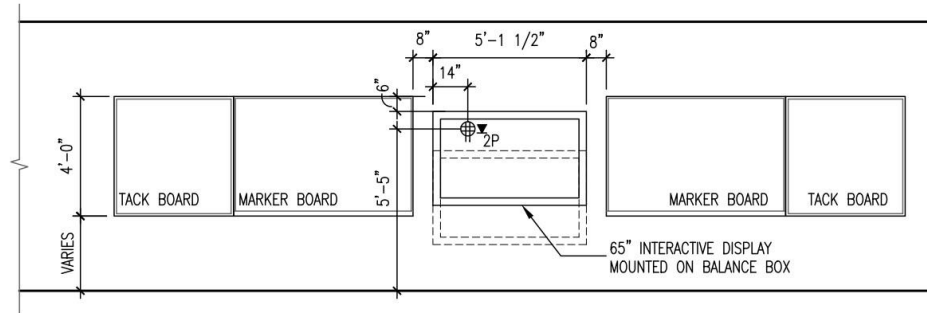 8"
5'-1 1/2"
8"
14"
6"
4'-0"
2P
5'-5"
TACK BOARD
MARKER BOARD
MARKER BOARD
TACK BOARD
VARIES
65" INTERACTIVE DISPLAY
MOUNTED ON BALANCE BOX